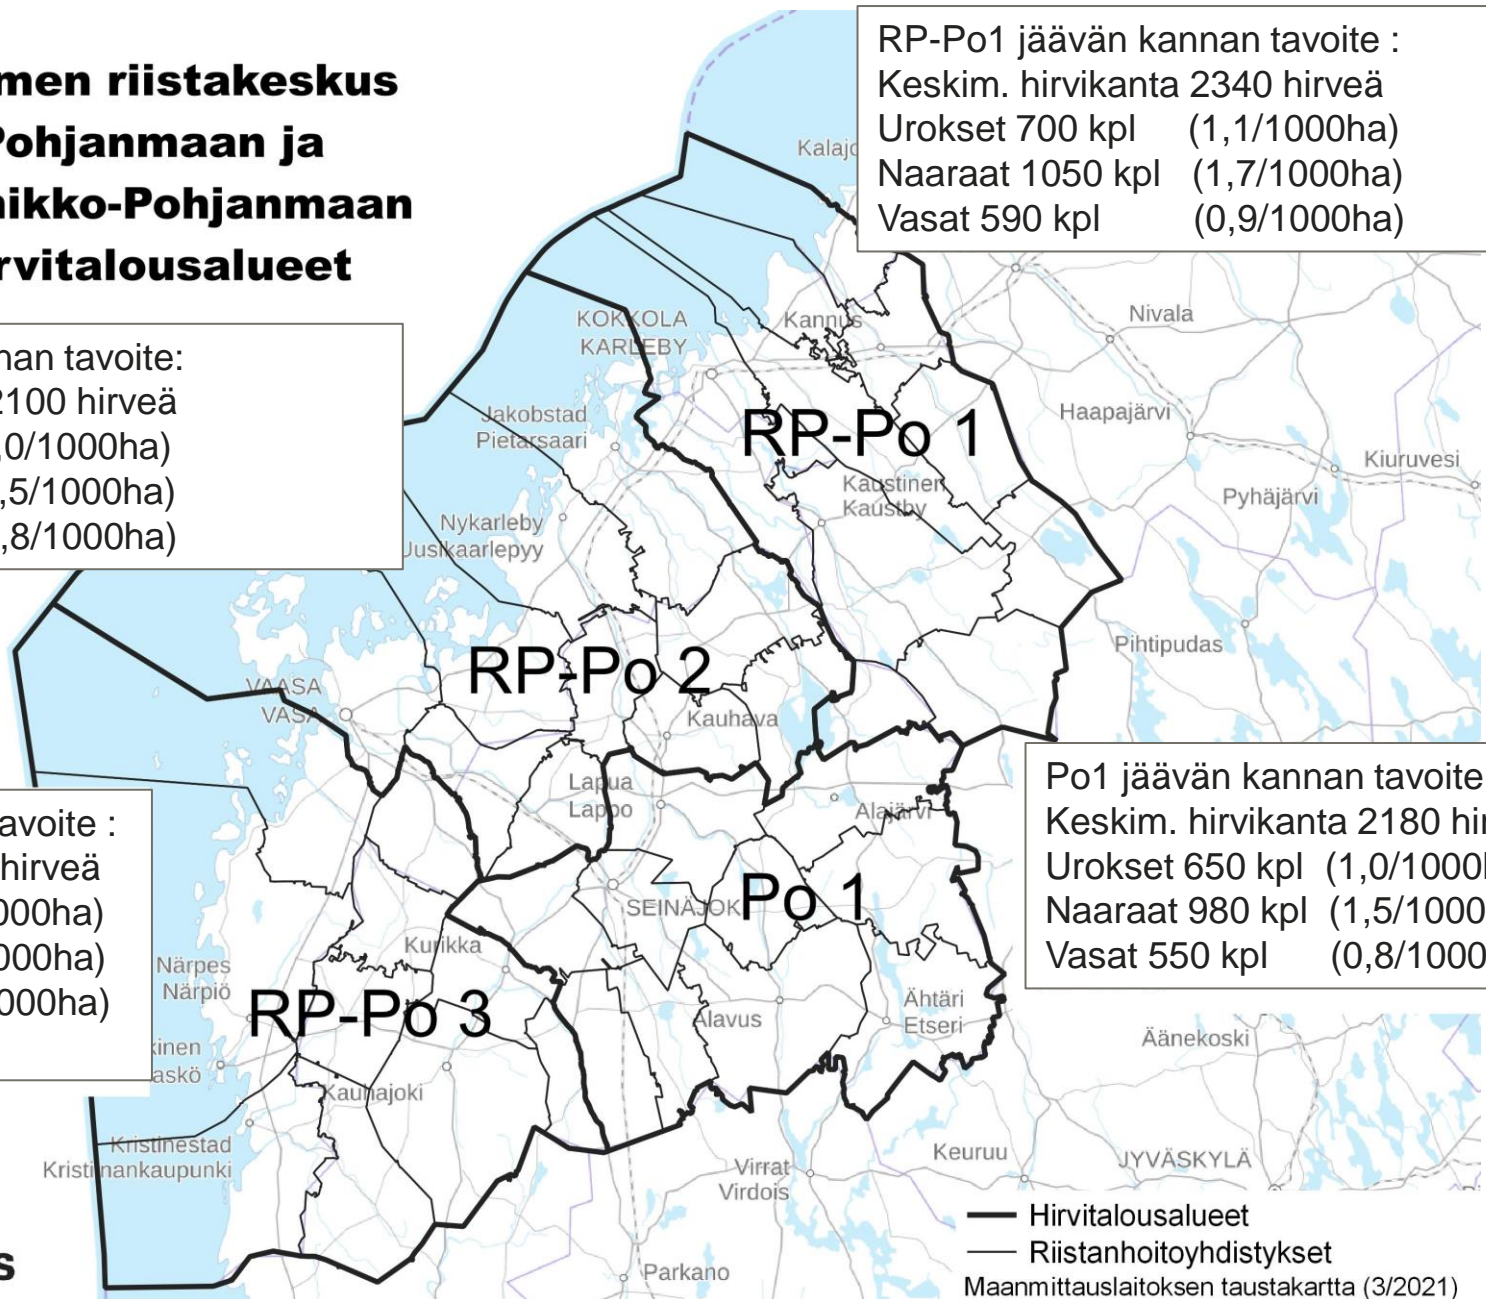 men riistakeskus
Pohjanmaan ja
nikko-Pohjanmaan
rvitalousalueet
RP-Po1 jäävän kannan tavoite :
Keskim. hirvikanta 2340 hirveä
Urokset 700 kpl (1,1/1000ha)
Naaraat 1050 kpl (1,7/1000ha)
Vasat 590 kpl (0,9/1000ha)
nan tavoite:
2100 hirveä
,0/1000ha)
,5/1000ha)
,8/1000ha)
avoite :
hirveä
000ha)
000ha)
000ha)
Po1 jäävän kannan tavoite
Keskim. hirvikanta 2180 hir
Urokset 650 kpl (1,0/1000h
Naaraat 980 kpl (1,5/1000
Vasat 550 kpl (0,8/1000
Kalajo
KOKKOLA
KARLEBY
Kannus
Nivala
Jakobstad
Pietarsaari
RP-Po 1
Haapajärvi
Kiuruvesi
Kaustinen
Kaustby
Pyhäjärvi
Nykarleby
Uusikaarlepyy
Pihtipudas
RP-Po 2
VAASA
VASA
Kauhava
Lapua
Lappo
Alajärvi
Po 1
SEINÄJOK
Kurikka
Närpes
Närpiö
RP-Po 3
Alavus
Ähtäri
Etseri
kinen
askö
Äänekoski
Kauhajoki
Kristinestad
Kristiinankaupunki
Keuruu
JYVÄSKYLÄ
Virrat
Virdois
Parkano
s
Hirvitalousalueet
Riistanhoitoyhdistykset
Maanmittauslaitoksen taustakartta (3/2021)